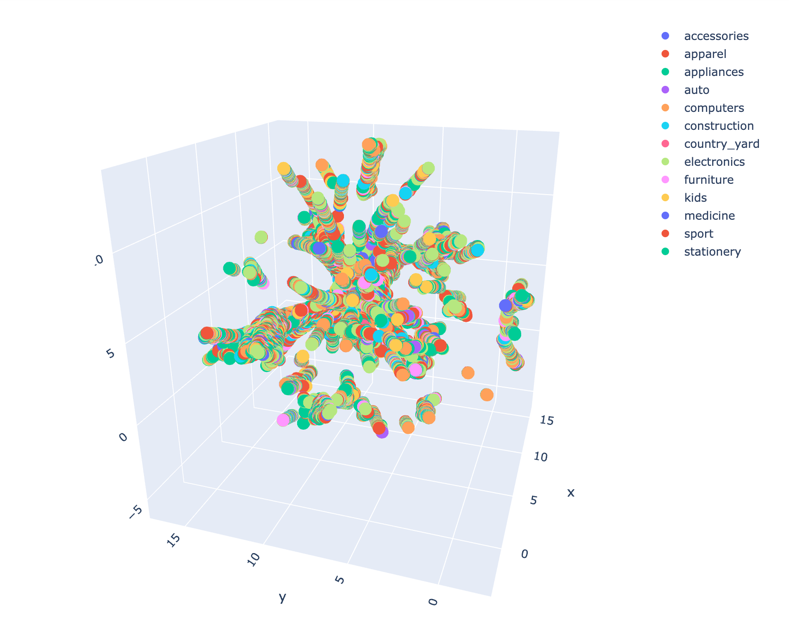 accessories
apparel
appliances
auto
computers
construction
country_yard
electronics
furniture
kids
medicine
sport
stationery
5
0
−5
15
10
5
0
y
15
10
5
0
x